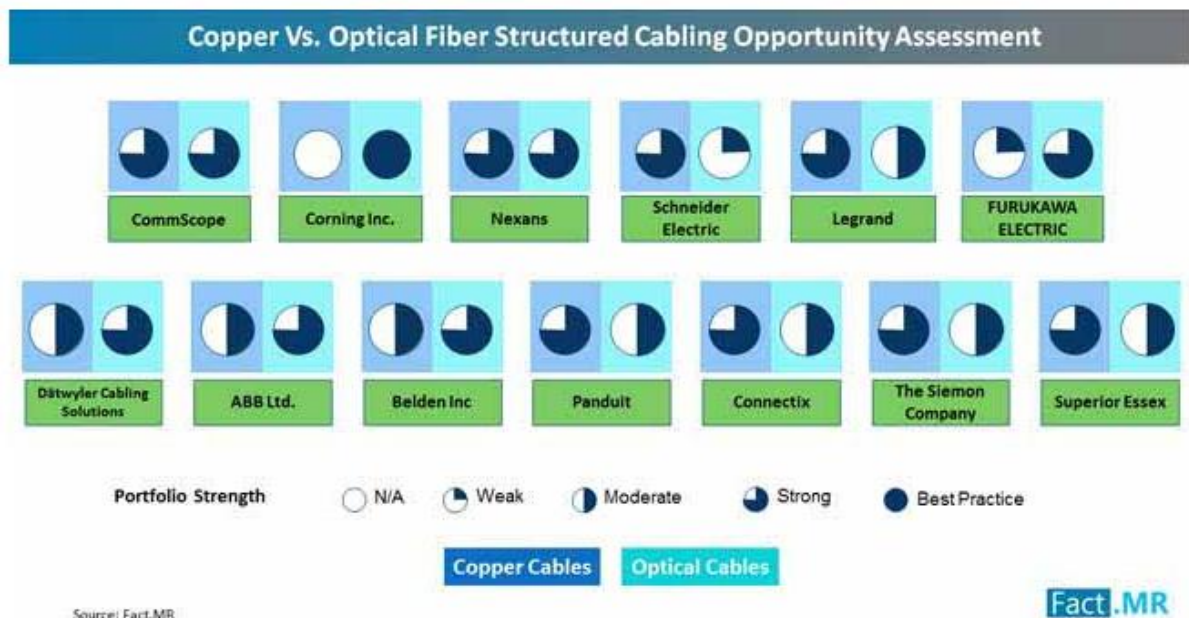 Copper Vs. Optical Fiber Structured Cabling Opportunity Assessment
CommScope
Corning Inc.
Nexans
Schneider
Electric
Legrand
FURUKAWA
ELECTRIC
Dätwyler Cabling
Solutions
ABB Ltd.
Belden Inc
Panduit
Connectix
The Siemon
Company
Superior Essex
Portfolio Strength
N/A
Weak
Moderate
Strong
Best Practice
Copper Cables
Optical Cables
Source: Fact.MR
Fact.MR